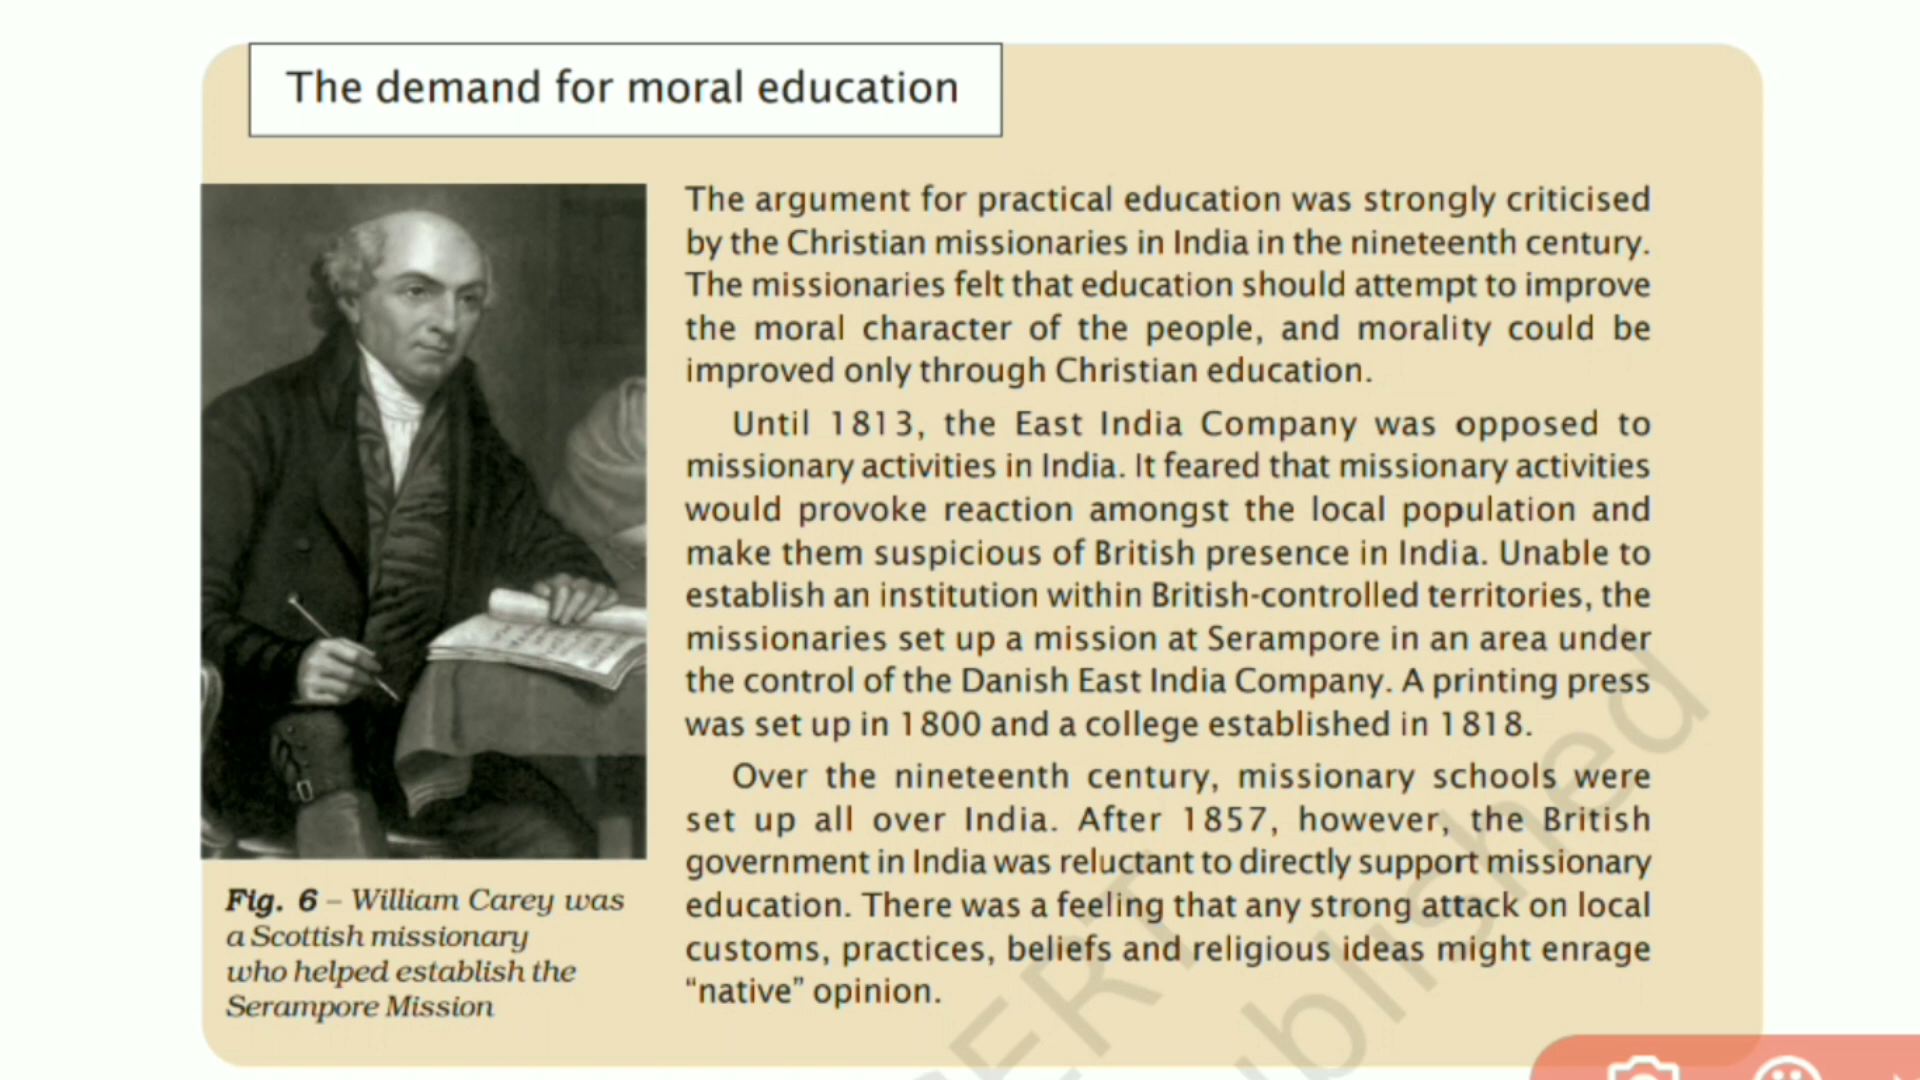 The demand for moral education
The argument for practical education was strongly criticised
by the Christian missionaries in India in the nineteenth century.
The missionaries felt that education should attempt to improve
the moral character of the people, and morality could be
improved only through Christian education.
Until 1813, the East India Company was opposed to
missionary activities in India. It feared that missionary activities
would provoke reaction amongst the local population and
make them suspicious of British presence in India. Unable to
establish an institution within British-controlled territories, the
missionaries set up a mission at Serampore in an area under
the control of the Danish East India Company. A printing press
was set up in 1800 and a college established in 1818.
Over the nineteenth century, missionary schools were
set up all over India. After 1857, however, the British
government in India was reluctant to directly support missionary
education. There was a feeling that any strong attack on local
customs, practices, beliefs and religious ideas might enrage
“native” opinion.
Fig. 6 – William Carey was
a Scottish missionary
who helped establish the
Serampore Mission